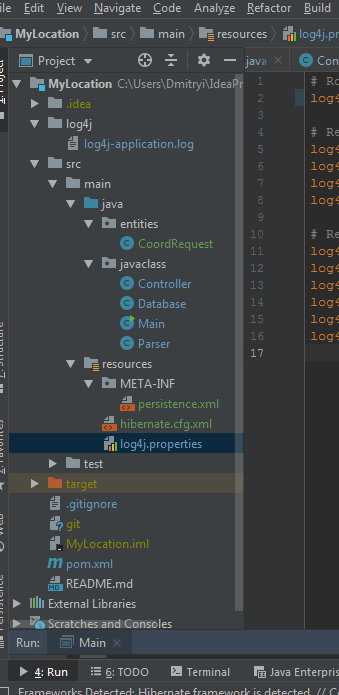 ile Edit View Navigate Code Analyze Refactor Build
MyLocation src main resources log4j.pr
1: Project
Project
java Con
MyLocation C:\Users\Dmitryi\IdeaPr
.idea
log4j
log4j-application.log
src
main
java
entities
CoordRequest
javaclass
Controller
Database
Main
Parser
resources
META-INF
persistence.xml
hibernate.cfg.xml
log4j.properties
test
target
.gitignore
git
MyLocation.iml
pom.xml
README.md
External Libraries
Scratches and Consoles
1 # Ro
2 log4
3
4 # Re
5 log4
6 log4
7 log4
8 log4
9
10 # Re
11 log4
12 log4
13 log4
14 log4
15 log4
16 log4
17
Z: Structure
2: Favorites
Web
Persistence
Run: Main
4: Run 6: TODO Terminal Java Enterpris
Frameworks Detected: Hibernate framework is detected. // Co